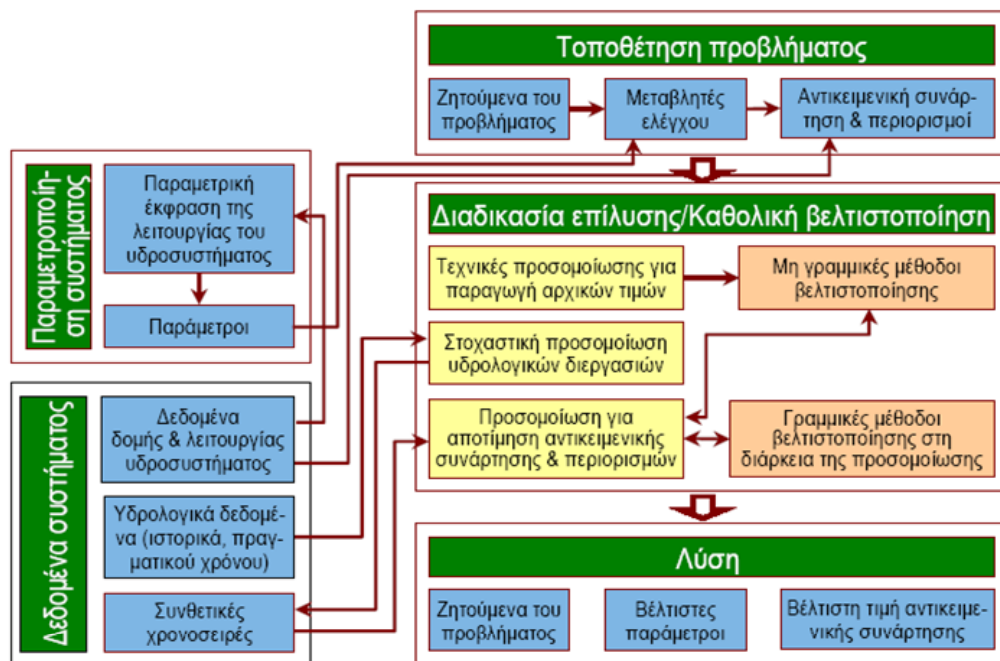 Τοποθέτηση προβλήματος
Ζητούμενα του
προβλήματος
Μεταβλητές
ελέγχου
Αντικειμενική συνάρ-
τηση & περιορισμοί
Παραμετροποίη-
ση συστήματος
Παραμετρική
έκφραση της
λειτουργίας του
υδροσυστήματος
Παράμετροι
Διαδικασία επίλυσης/Καθολική βελτιστοποίηση
Τεχνικές προσομοίωσης για
παραγωγή αρχικών τιμών
Μη γραμμικές μέθοδοι
βελτιστοποίησης
Στοχαστική προσομοίωση
υδρολογικών διεργασιών
Προσομοίωση για
αποτίμηση αντικειμενικής
συνάρτησης & περιορισμών
Γραμμικές μέθοδοι
βελτιστοποίησης στη
διάρκεια της προσομοίωσης
Δεδομένα συστήματος
Δεδομένα
δομής & λειτουργίας
υδροσυστήματος
Υδρολογικά δεδομέ-
να (ιστορικά, πραγ-
ματικού χρόνου)
Συνθετικές
χρονοσειρές
Λύση
Ζητούμενα του
προβλήματος
Βέλτιστες
παράμετροι
Βέλτιστη τιμή αντικειμε-
νικής συνάρτησης